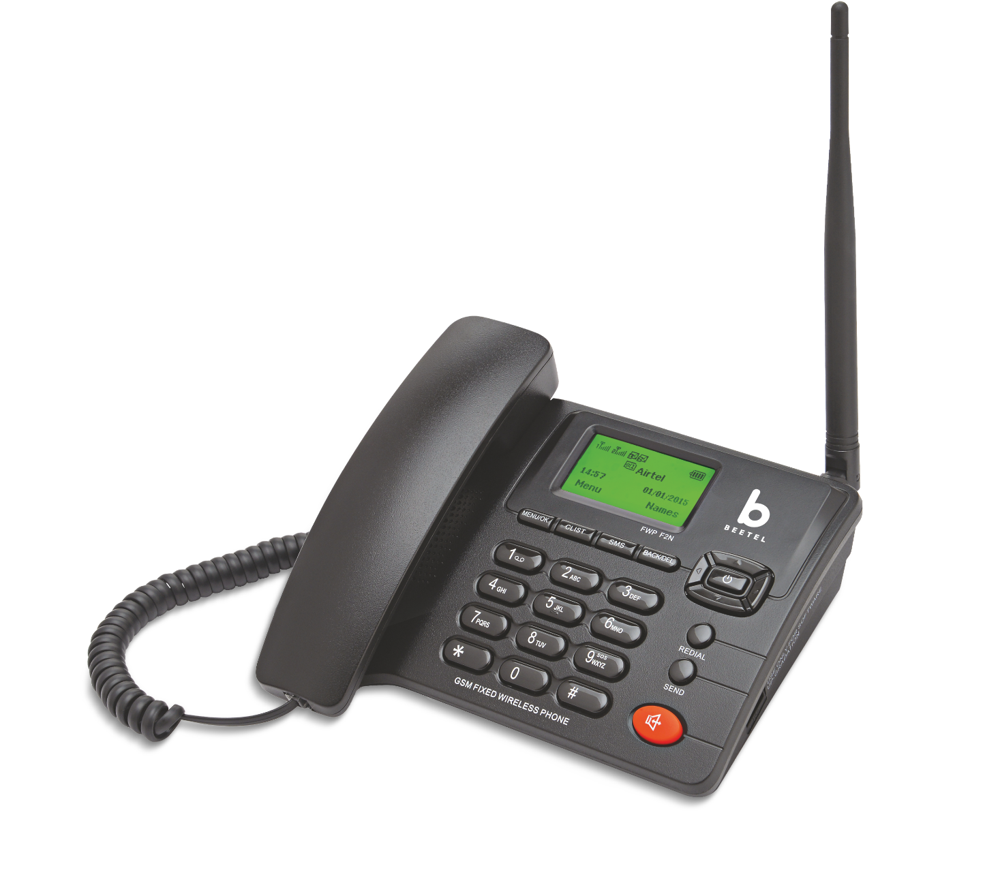 Airtel
14:57
01/01/2015
Menu
Names
FWP F2N
BEETEL
MENU/OK
CLIST
SMS
BACK/DEL
1
2 ABC
3 DEF
4 GHI
5 JKL
6 MNO
7 PQRS
8 TUV
9 SOS WXYZ
*
0
#
REDIAL
SEND
GSM FIXED WIRELESS PHONE